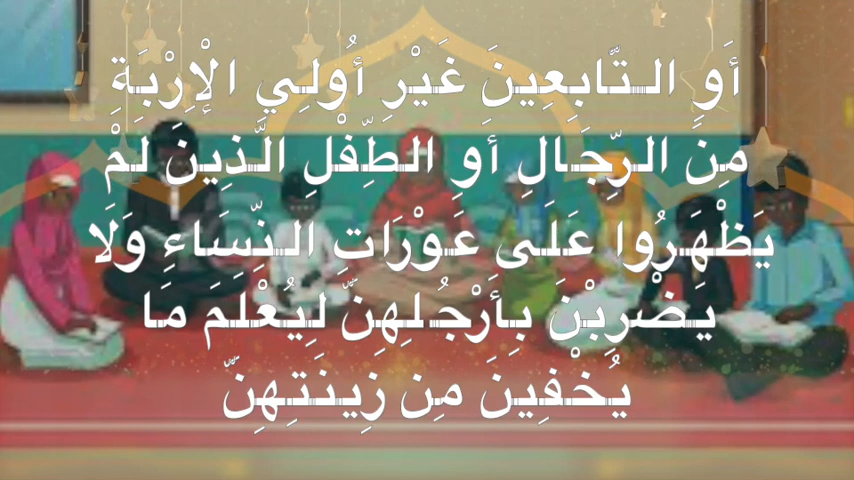 أَوِ التَّابِعِينَ غَيْرِ أُولِي الْإِرْبَةِ
مِنَ الرِّجَالِ أَوِ الطِّفْلِ الَّذِينَ لَمْ
يَظْهَرُوا عَلَى عَوْرَاتِ النِّسَاءِ وَلَا
يَضْرِبْنَ بِأَرْجُلِهِنَّ لِيُعْلَمَ مَا
يُخْفِينَ مِن زِينَتِهِنَّ